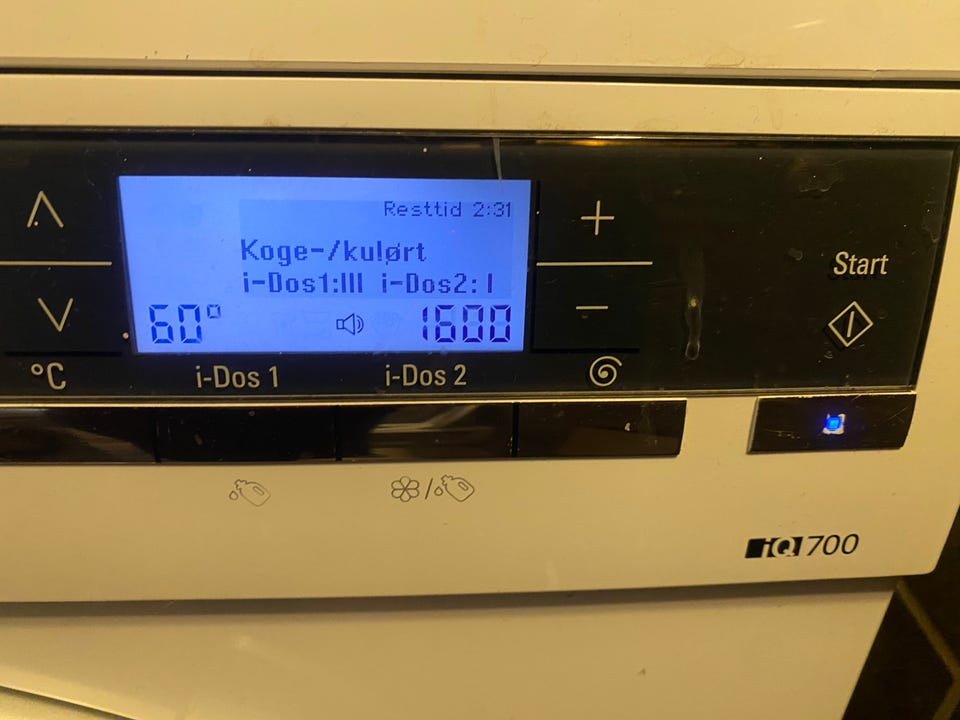 Resttid 2:31
Koge-/kulørt
i-Dos1:III i-Dos2: I
60° 1600
Start
°C i-Dos 1 i-Dos 2
iQ700